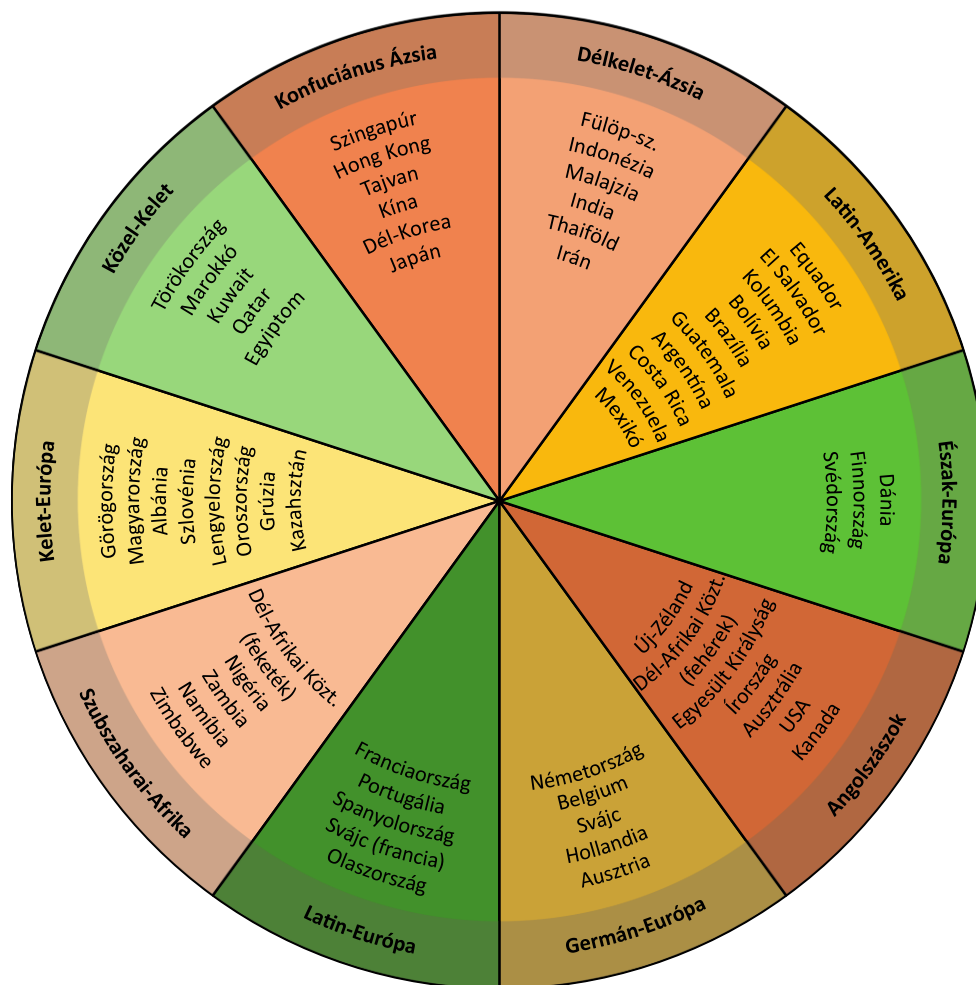 Konfuciánus Ázsia
Szingapúr
Hong Kong
Tajvan
Kína
Dél-Korea
Japán
Délkelet-Ázsia
Fülöp-sz.
Indonézia
Malajzia
India
Thaiföld
Irán
Latin-Amerika
Equador
El Salvador
Kolumbia
Bolívia
Brazília
Guatemala
Argentína
Costa Rica
Venezuela
Mexikó
Észak-Európa
Dánia
Finnország
Svédország
Angolszászok
Új-Zéland
Dél-Afrikai Közt.
(fehérek)
Egyesült Királyság
Írország
Ausztrália
USA
Kanada
Germán-Európa
Németország
Belgium
Svájc
Hollandia
Ausztria
Latin-Európa
Franciaország
Portugália
Spanyolország
Svájc (francia)
Olaszország
Szubszaharai-Afrika
Dél-Afrikai Közt.
(feketék)
Nigéria
Zambia
Namíbia
Zimbabwe
Kelet-Európa
Görögország
Magyarország
Albánia
Szlovénia
Lengyelország
Oroszország
Grúzia
Kazahsztán
Közel-Kelet
Törökország
Marokkó
Kuwait
Qatar
Egyiptom